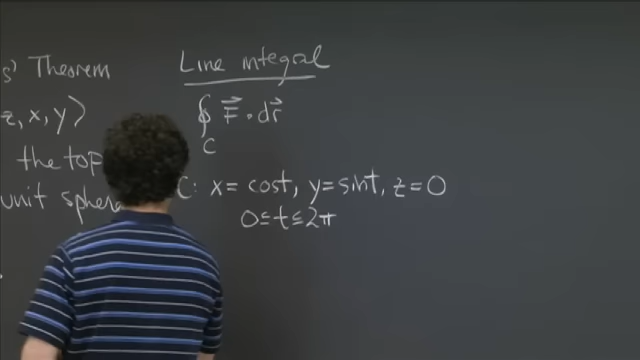 s' Theorem
z, x, y⟩
the top
unit sphere
Line integral
∮ F⃗ • dr⃗
C
C: x = cost, y = sint, z = 0
0 ≤ t ≤ 2π